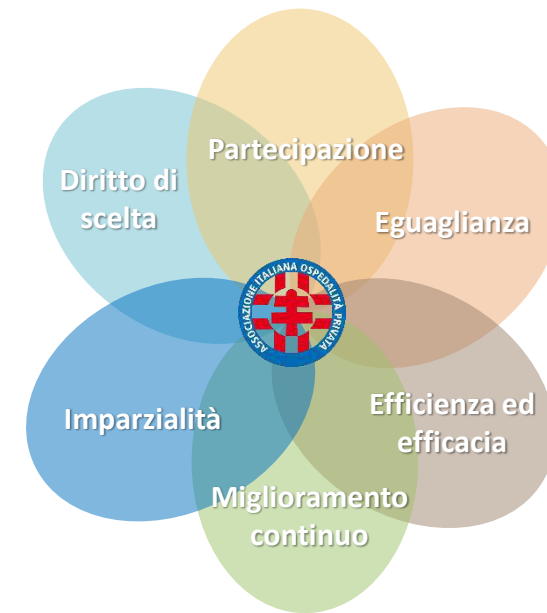 Partecipazione
Diritto di
scelta
Eguaglianza
ASSOCIAZIONE ITALIANA OSPEDALITÀ PRIVATA
Imparzialità
Efficienza ed
efficacia
Miglioramento
continuo